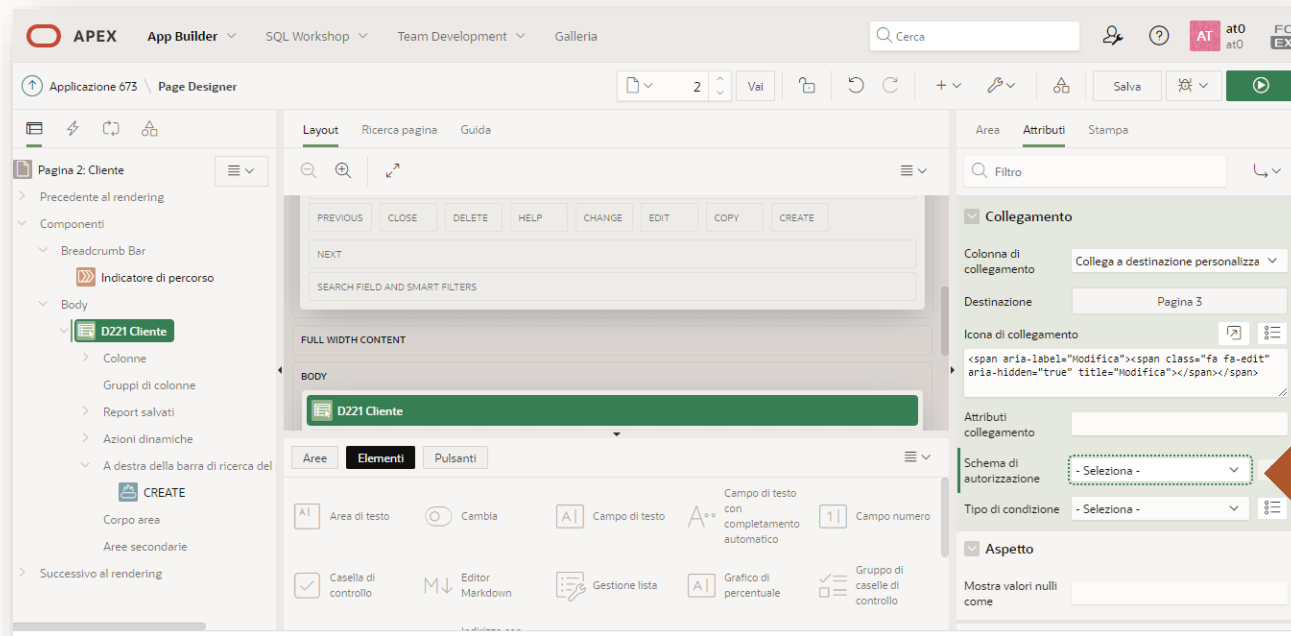 APEX
App Builder
SQL Workshop
Team Development
Galleria
Cerca
AT
at0
at0
Applicazione 673 \ Page Designer
2
Vai
Salva
Pagina 2: Cliente
Precedente al rendering
Componenti
Breadcrumb Bar
Indicatore di percorso
Body
D221 Cliente
Colonne
Gruppi di colonne
Report salvati
Azioni dinamiche
A destra della barra di ricerca del
CREATE
Corpo area
Aree secondarie
Successivo al rendering
Layout
Ricerca pagina
Guida
PREVIOUS
CLOSE
DELETE
HELP
CHANGE
EDIT
COPY
CREATE
NEXT
SEARCH FIELD AND SMART FILTERS
FULL WIDTH CONTENT
BODY
D221 Cliente
Aree
Elementi
Pulsanti
Area di testo
Cambia
Campo di testo
Campo di testo
con
completamento
automatico
Campo numero
Casella di
controllo
Editor
Markdown
Gestione lista
Grafico di
percentuale
Gruppo di
caselle di
controllo
Area
Attributi
Stampa
Filtro
Collegamento
Colonna di
collegamento
Collega a destinazione personalizza
Destinazione
Pagina 3
Icona di collegamento
<span aria-label="Modifica"><span class="fa fa-edit"
aria-hidden="true" title="Modifica"></span></span>
Attributi
collegamento
Schema di
autorizzazione
- Seleziona -
Tipo di condizione
- Seleziona -
Aspetto
Mostra valori nulli
come